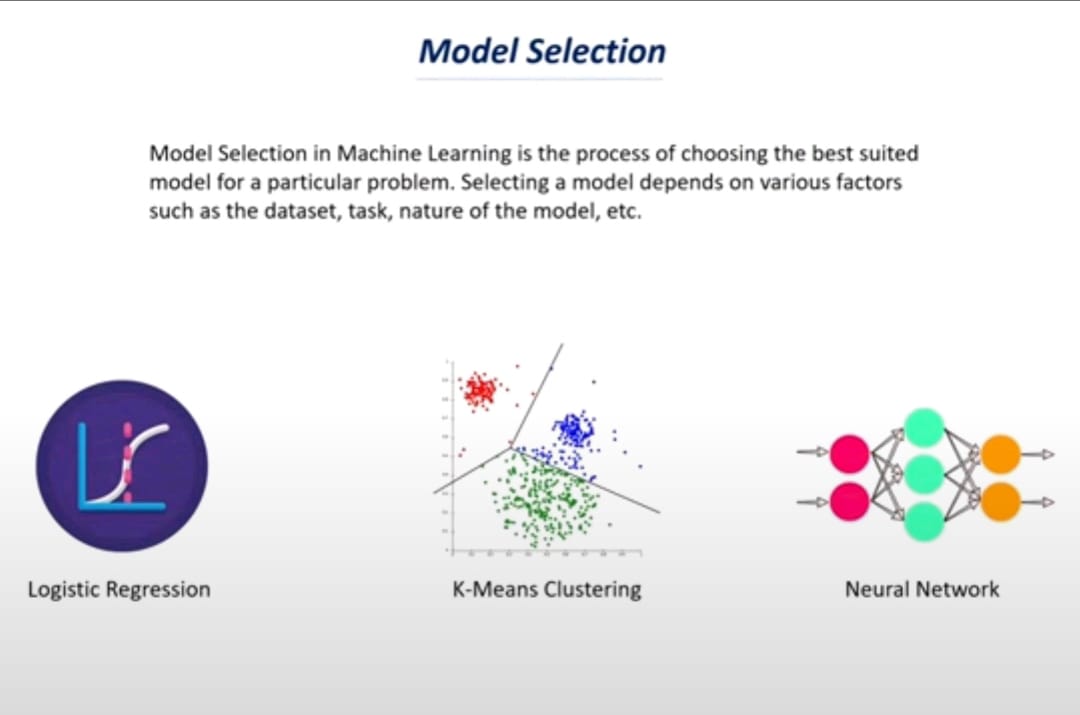 Model Selection
Model Selection in Machine Learning is the process of choosing the best suited
model for a particular problem. Selecting a model depends on various factors
such as the dataset, task, nature of the model, etc.
Logistic Regression
K-Means Clustering
Neural Network